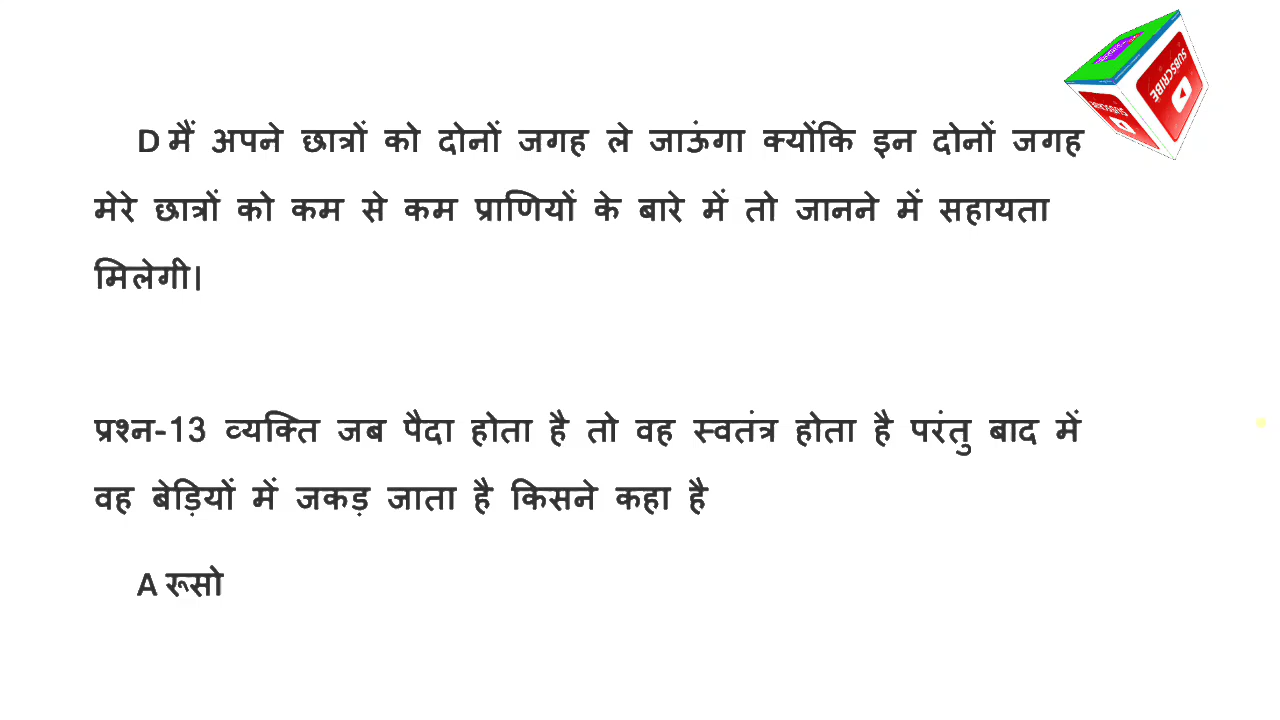 D मैं अपने छात्रों को दोनों जगह ले जाऊंगा क्योंकि इन दोनों जगह
मेरे छात्रों को कम से कम प्राणियों के बारे में तो जानने में सहायता
मिलेगी।
प्रश्न-13 व्यक्ति जब पैदा होता है तो वह स्वतंत्र होता है परंतु बाद में
वह बेड़ियों में जकड़ जाता है किसने कहा है
A रूसो
SUBSCRIBE